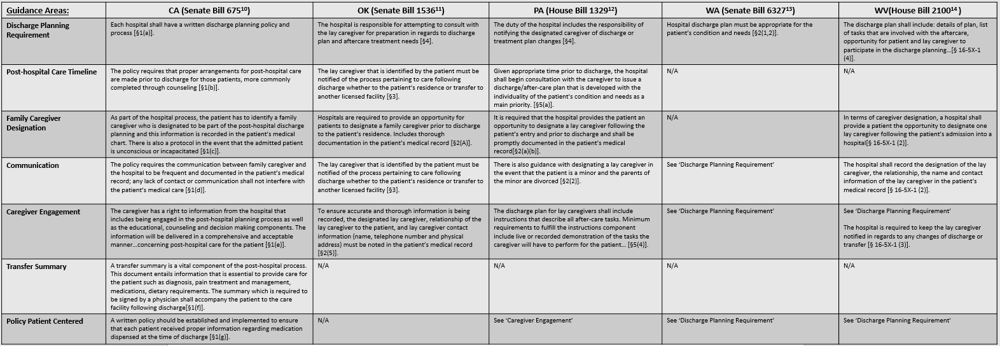 Guidance Areas:
CA (Senate Bill 675¹⁰)
OK (Senate Bill 1536¹¹)
PA (House Bill 1329¹²)
WA (Senate Bill 6327¹³)
WV(House Bill 2100¹⁴ )
Discharge Planning
Requirement
Each hospital shall have a written discharge planning policy and
process [§1(a)].
The hospital is responsible for attempting to consult with
the lay caregiver for preparation in regards to discharge
plan and aftercare treatment needs [§4].
The duty of the hospital includes the responsibility of
notifying the designated caregiver of discharge or
treatment plan changes [§4].
Hospital discharge plan must be appropriate for the
patient's condition and needs [§2(1,2)].
The discharge plan shall include: details of plan, list
of tasks that are involved with the aftercare,
opportunity for patient and lay caregiver to
participate in the discharge planning...[§ 16-5X-1
(4)].
Post-hospital Care Timeline
The policy requires that proper arrangements for post-hospital care
are made prior to discharge for those patients, more commonly
completed through counseling [§1(b)].
The lay caregiver that is identified by the patient must be
notified of the process pertaining to care following
discharge whether to the patient's residence or transfer to
another licensed facility [§3].
Given appropriate time prior to discharge, the hospital
shall begin consultation with the caregiver to issue a
discharge/after-care plan that is developed with the
individuality of the patient's condition and needs as a
main priority. [§5(a)].
N/A
N/A
Family Caregiver
Designation
As part of the hospital process, the patient has to identify a family
caregiver who is designated to be part of the post-hospital discharge
planning and this information is recorded in the patient's medical
chart. There is also a protocol in the event that the admitted patient
is unconscious or incapacitated [§1(c)].
Hospitals are required to provide an opportunity for
patients to designate a family caregiver prior to discharge
to the patient's residence. Includes thorough
documentation in the patient's medical record [§2(A)].
It is required that the hospital provides the patient an
opportunity to designate a lay caregiver following the
patient's entry and prior to discharge and shall be
promptly documented in the patient's medical
record[§2(a)(b)].
N/A
In terms of caregiver designation, a hospital shall
provide a patient the opportunity to designate one
lay caregiver following the patient's admission into a
hospital[§ 16-5X-1 (2)].
Communication
The policy requires the communication between family caregiver and
the hospital to be frequent and documented in the patient's medical
record; any lack of contact or communication shall not interfere with
the patient's medical care [§1(d)].
The lay caregiver that is identified by the patient must be
notified of the process pertaining to care following
discharge whether to the patient's residence or transfer to
another licensed facility [§3].
There is also guidance with designating a lay caregiver in
the event that the patient is a minor and the parents of
the minor are divorced [§2(2)].
See 'Discharge Planning Requirement'
The hospital shall record the designation of the lay
caregiver, the relationship, the name and contact
information of the lay caregiver in the patient's
medical record [§ 16-5X-1 (2)].
Caregiver Engagement
The caregiver has a right to information from the hospital that
includes being engaged in the post-hospital planning process as well
as the educational, counseling and decision making components. The
information will be delivered in a comprehensive and acceptable
manner...concerning post-hospital care for the patient [§1(e)].
To ensure accurate and thorough information is being
recorded, the designated lay caregiver, relationship of the
lay caregiver to the patient, and lay caregiver contact
information (name, telephone number and physical
address) must be noted in the patient's medical record
[§2(5)].
The discharge plan for lay caregivers shall include
instructions that describe all after-care tasks. Minimum
requirements to fulfill the instructions component
include live or recorded demonstration of the tasks the
caregiver will have to perform for the patient... [§5(4)].
See 'Discharge Planning Requirement'
See 'Discharge Planning Requirement'
The hospital is required to keep the lay caregiver
notified in regards to any changes of discharge or
transfer [§ 16-5X-1 (3)].
Transfer Summary
A transfer summary is a vital component of the post-hospital process.
This document entails information that is essential to provide care for
the patient such as diagnosis, pain treatment and management,
medications, dietary requirements. The summary which is required to
be signed by a physician shall accompany the patient to the care
facility following discharge[§1(f)].
N/A
N/A
N/A
N/A
Policy Patient Centered
A written policy should be established and implemented to ensure
that each patient received proper information regarding medication
dispensed at the time of discharge [§1(g)].
N/A
See 'Caregiver Engagement'
See 'Discharge Planning Requirement'
See 'Discharge Planning Requirement'